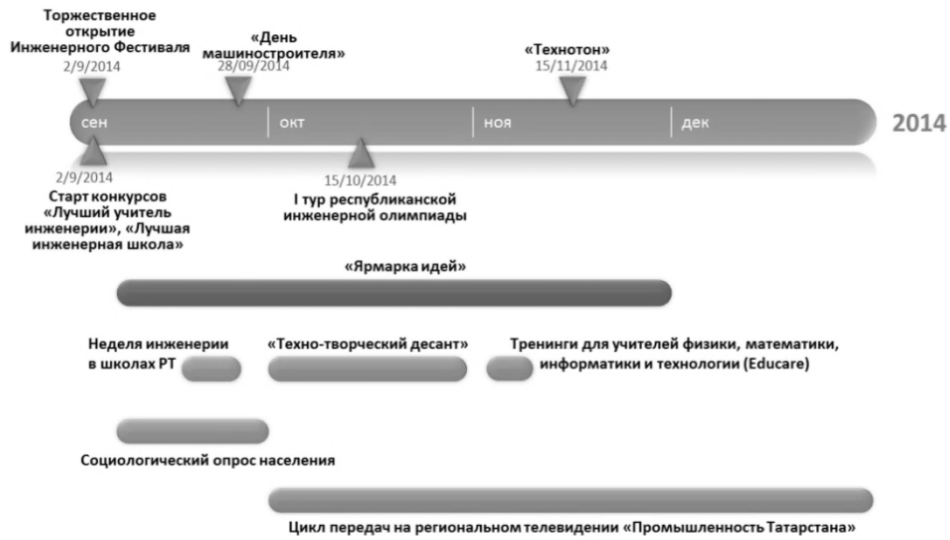 Торжественное
открытие
Инженерного Фестиваля
2/9/2014
«День
машиностроителя»
28/09/2014
«Технотон»
15/11/2014
сен
окт
ноя
дек
2014
2/9/2014
Старт конкурсов
«Лучший учитель
инженерии», «Лучшая
инженерная школа»
15/10/2014
I тур республиканской
инженерной олимпиады
«Ярмарка идей»
Неделя инженерии
в школах РТ
«Техно-творческий десант»
Тренинги для учителей физики, математики,
информатики и технологии (Educare)
Социологический опрос населения
Цикл передач на региональном телевидении «Промышленность Татарстана»